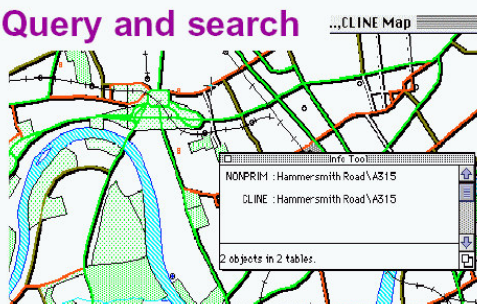 Query and search
..,CLINE Map
Info Tool
NONPRIM : Hammersmith Road\A315
CLINE : Hammersmith Road\A315
2 objects in 2 tables.